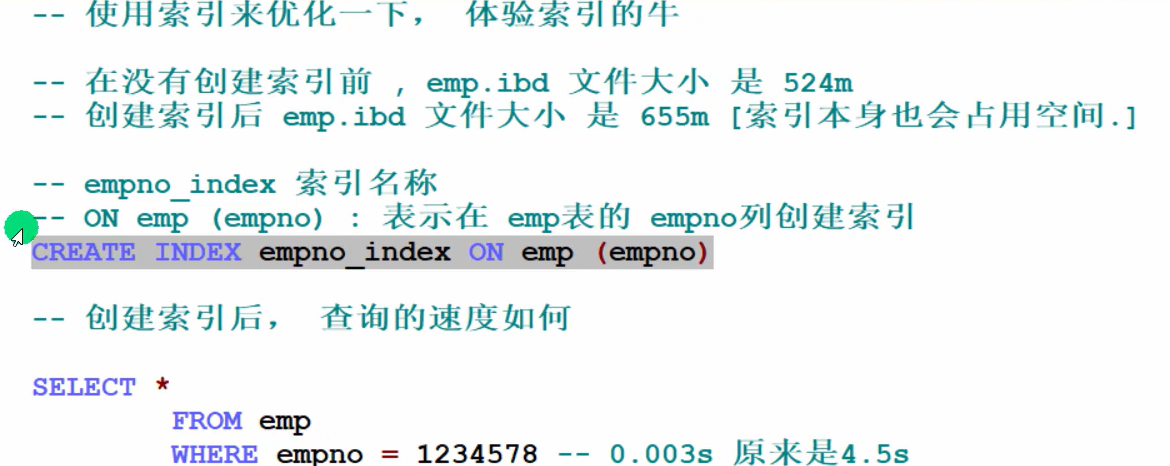 -- 使用索引来优化一下， 体验索引的牛
-- 在没有创建索引前 , emp.ibd 文件大小 是 524m
-- 创建索引后 emp.ibd 文件大小 是 655m [索引本身也会占用空间.]
-- empno_index 索引名称
-- ON emp (empno) : 表示在 emp表的 empno列创建索引
CREATE INDEX empno_index ON emp (empno)
-- 创建索引后， 查询的速度如何
SELECT *
FROM emp
WHERE empno = 1234578 -- 0.003s 原来是4.5s